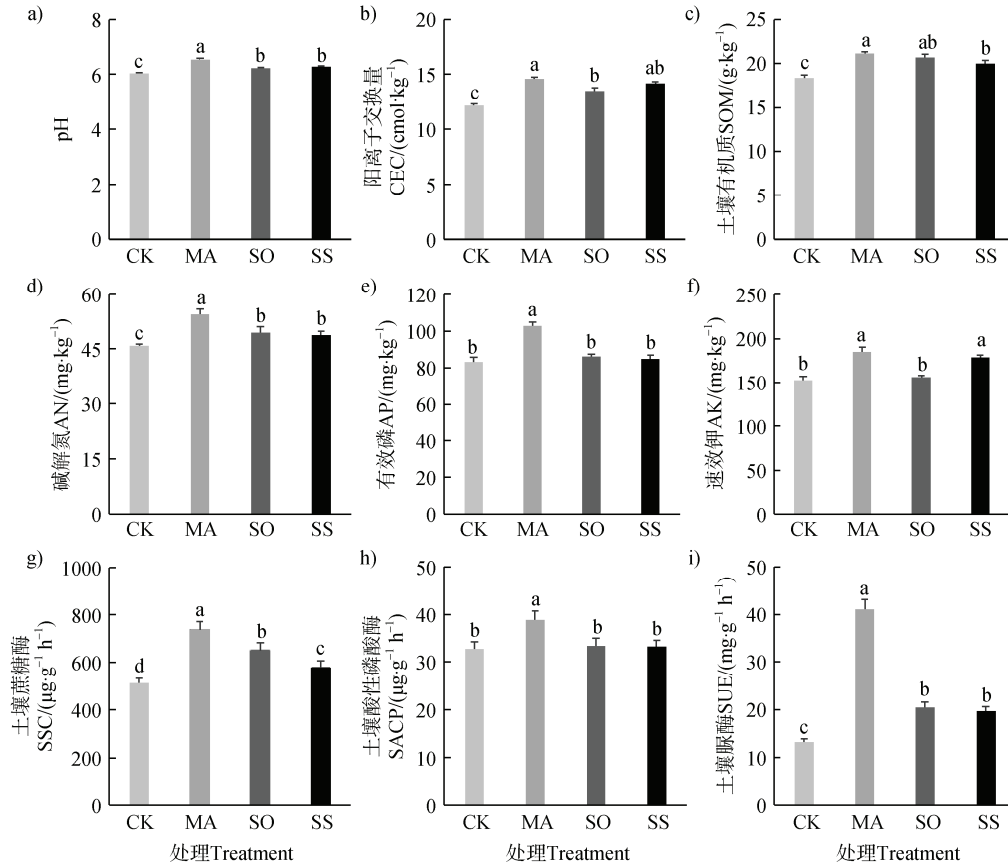 a)
8
6
4
2
0
pH
c
a
b
b
CK MA SO SS
b)
20
15
10
5
0
阳离子交换量
CEC/(cmol·kg⁻¹)
c
a
b
ab
CK MA SO SS
c)
25
20
15
10
5
0
土壤有机质SOM/(g·kg⁻¹)
c
a
ab
b
CK MA SO SS
d)
60
45
30
15
0
碱解氮AN/(mg·kg⁻¹)
c
a
b
b
CK MA SO SS
e)
120
100
80
60
40
20
0
有效磷AP/(mg·kg⁻¹)
b
a
b
b
CK MA SO SS
f)
250
200
150
100
50
0
速效钾AK/(mg·kg⁻¹)
b
a
b
a
CK MA SO SS
g)
1000
800
600
400
200
0
土壤蔗糖酶
SSC/(μg·g⁻¹ h⁻¹)
d
a
b
c
CK MA SO SS
处理Treatment
h)
50
40
30
20
10
0
土壤酸性磷酸酶
SACP/(μg·g⁻¹ h⁻¹)
b
a
b
b
CK MA SO SS
处理Treatment
i)
50
40
30
20
10
0
土壤脲酶SUE/(mg·g⁻¹ h⁻¹)
c
a
b
b
CK MA SO SS
处理Treatment